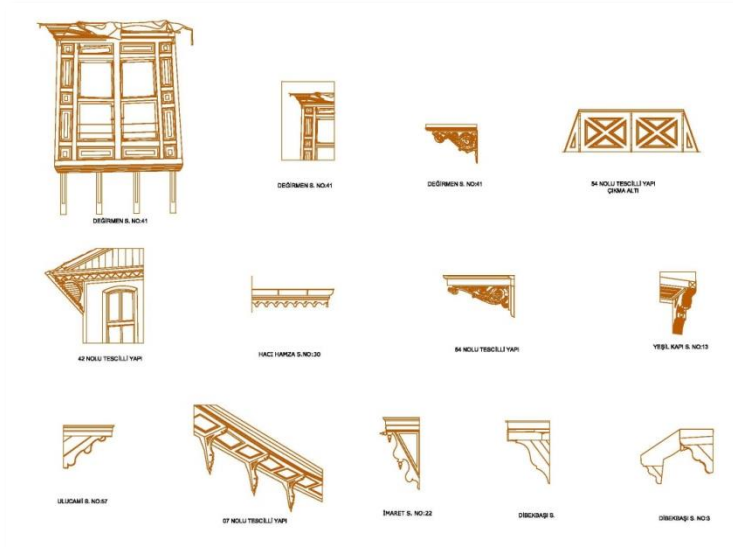 DEĞİRMEN S. NO:41
DEĞİRMEN S. NO:41
DEĞİRMEN S. NO:41
54 NOLU TESCİLLİ YAPI
ÇIKMA ALTI
42 NOLU TESCİLLİ YAPI
HACI HAMZA S.NO:30
54 NOLU TESCİLLİ YAPI
YEŞİL KAPI S. NO:13
ULUCAMİ S. NO:57
57 NOLU TESCİLLİ YAPI
İMARET S. NO:22
DİBEKBAŞI S.
DİBEKBAŞI S. NO:3